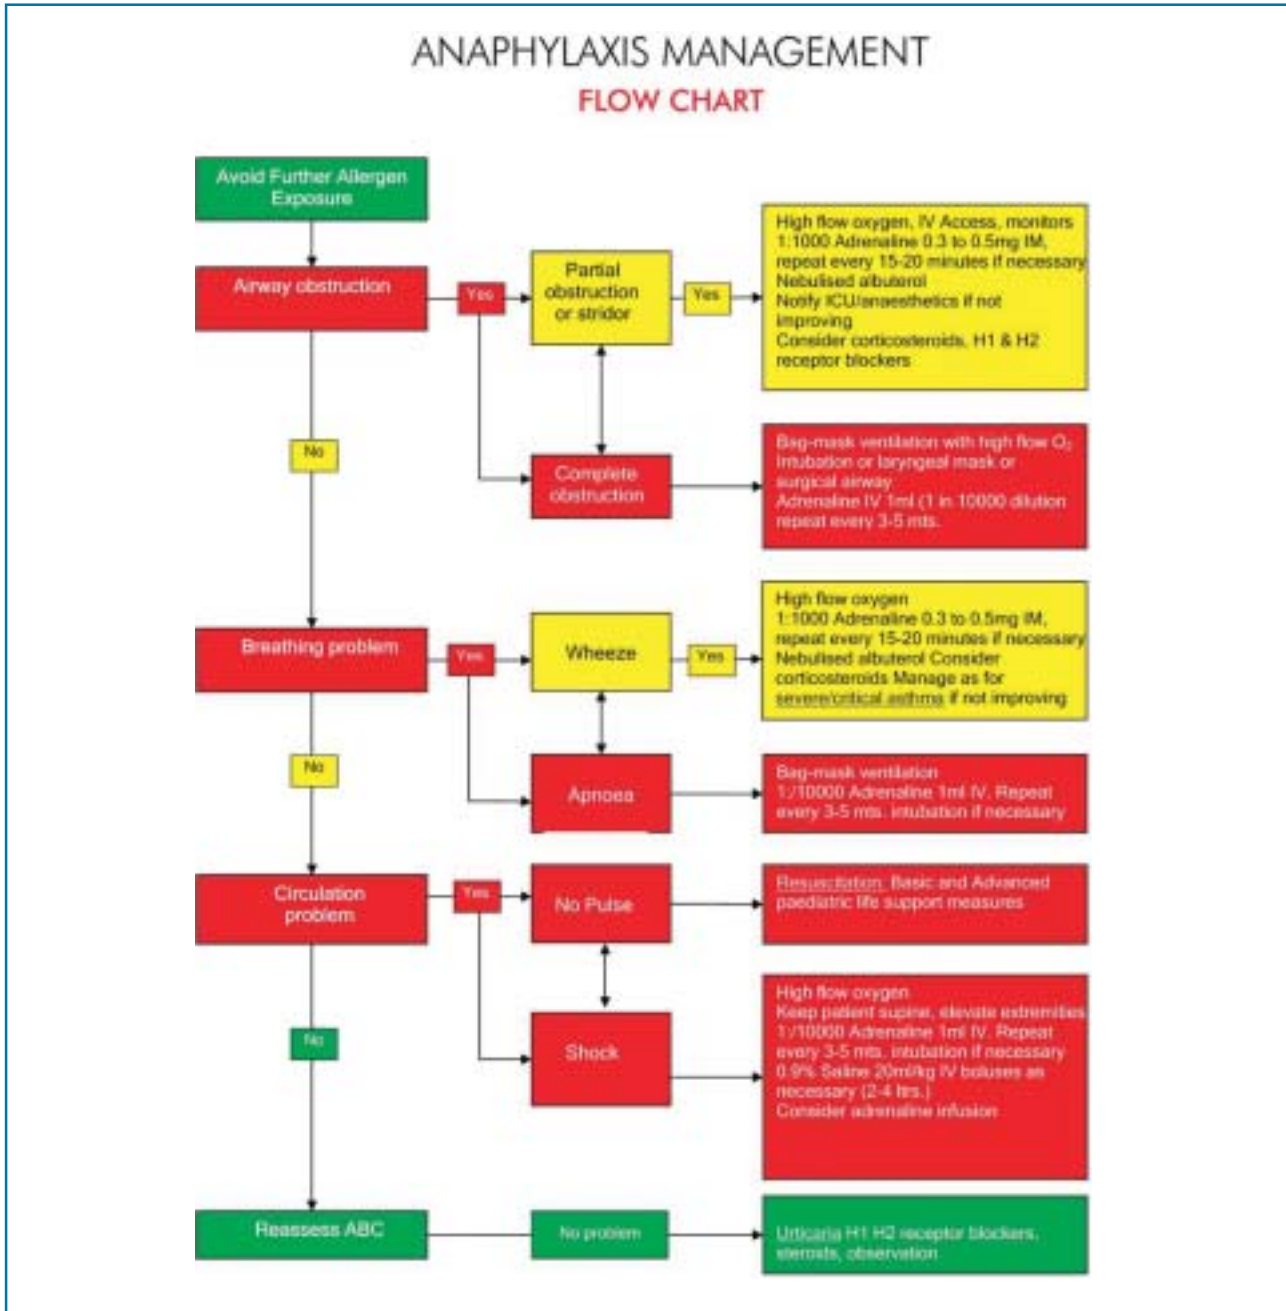 ANAPHYLAXIS MANAGEMENT
FLOW CHART
Avoid Further Allergen
Exposure
Airway obstruction
Yes
Partial
obstruction
or stridor
Yes
High flow oxygen, IV Access, monitors
1:1000 Adrenaline 0.3 to 0.5mg IM,
repeat every 15-20 minutes if necessary
Nebulised albuterol
Notify ICU/anaesthetics if not
improving
Consider corticosteroids, H1 & H2
receptor blockers
No
Complete
obstruction
Bag-mask ventilation with high flow O₂
Intubation or laryngeal mask or
surgical airway
Adrenaline IV 1ml (1 in 10000 dilution
repeat every 3-5 mts.
Breathing problem
Yes
Wheeze
Yes
High flow oxygen
1:1000 Adrenaline 0.3 to 0.5mg IM,
repeat every 15-20 minutes if necessary
Nebulised albuterol Consider
corticosteroids Manage as for
severe/critical asthma if not improving
No
Apnoea
Bag-mask ventilation
1:/10000 Adrenaline 1ml IV. Repeat
every 3-5 mts. intubation if necessary
Circulation
problem
Yes
No Pulse
Resuscitation: Basic and Advanced
paediatric life support measures
No
Shock
High flow oxygen
Keep patient supine, elevate extremities
1:/10000 Adrenaline 1ml IV. Repeat
every 3-5 mts. intubation if necessary
0.9% Saline 20ml/kg IV boluses as
necessary (2-4 ltrs.)
Consider adrenaline infusion
Reassess ABC
No problem
Urticaria H1 H2 receptor blockers,
steroids, observation